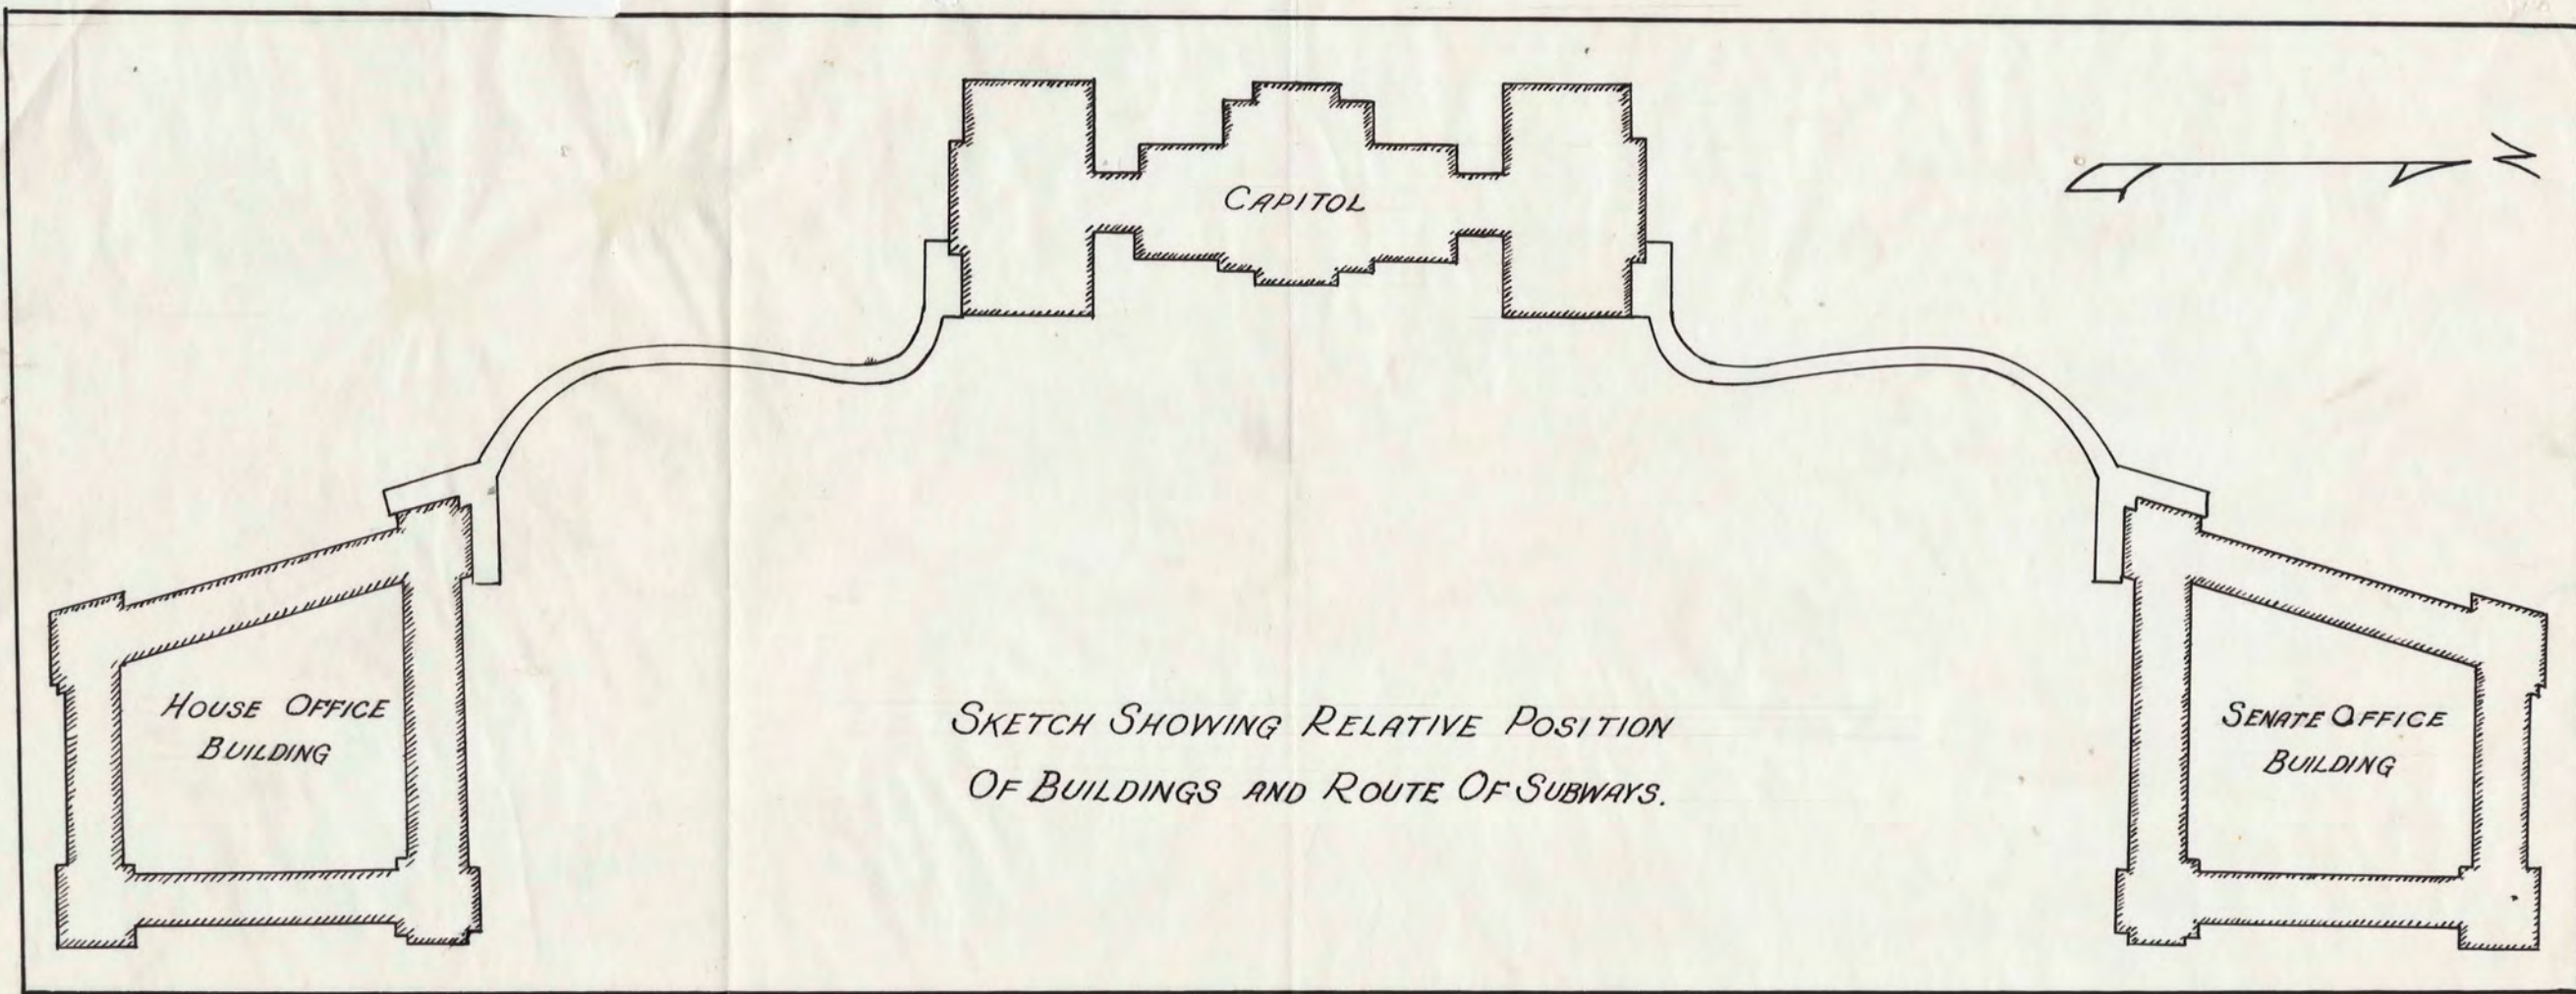 CAPITOL
N
HOUSE OFFICE
BUILDING
SKETCH SHOWING RELATIVE POSITION
OF BUILDINGS AND ROUTE OF SUBWAYS.
SENATE OFFICE
BUILDING